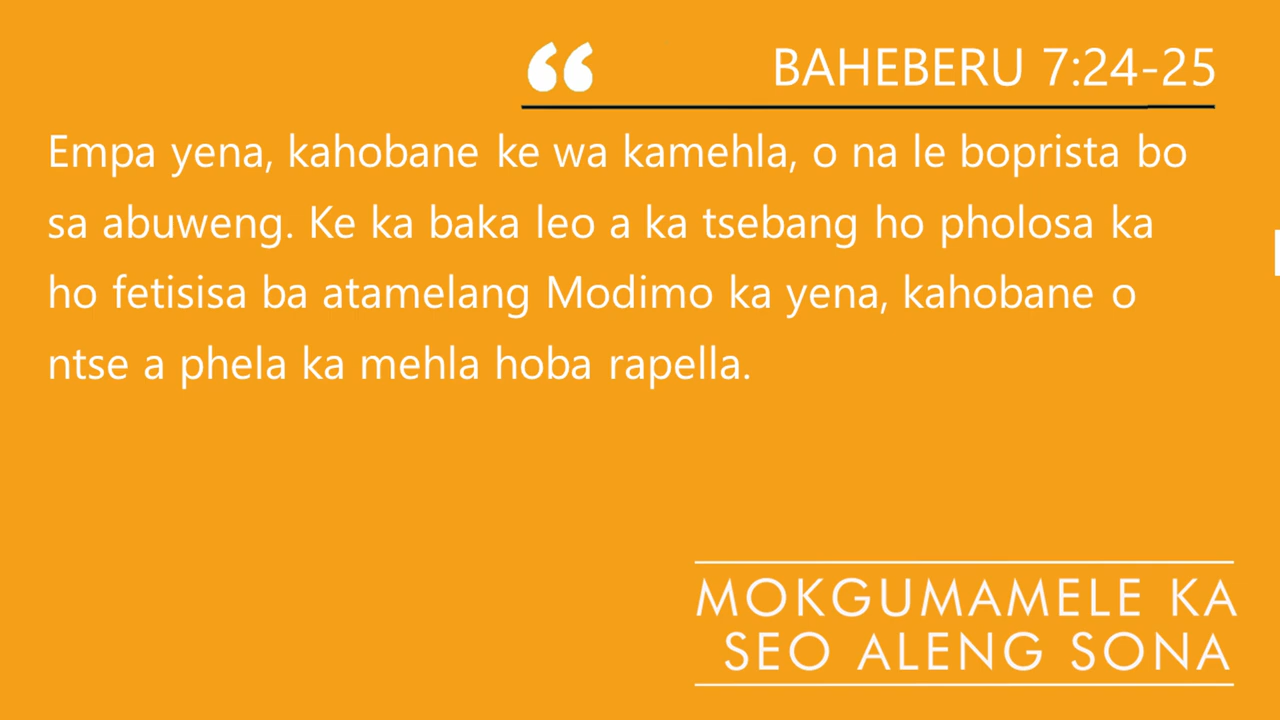 “ BAHEBERU 7:24-25
Empa yena, kahobane ke wa kamehla, o na le boprista bo
sa abuweng. Ke ka baka leo a ka tsebang ho pholosa ka
ho fetisisa ba atamelang Modimo ka yena, kahobane o
ntse a phela ka mehla hoba rapella.
MOKGUMAMELE KA
SEO ALENG SONA